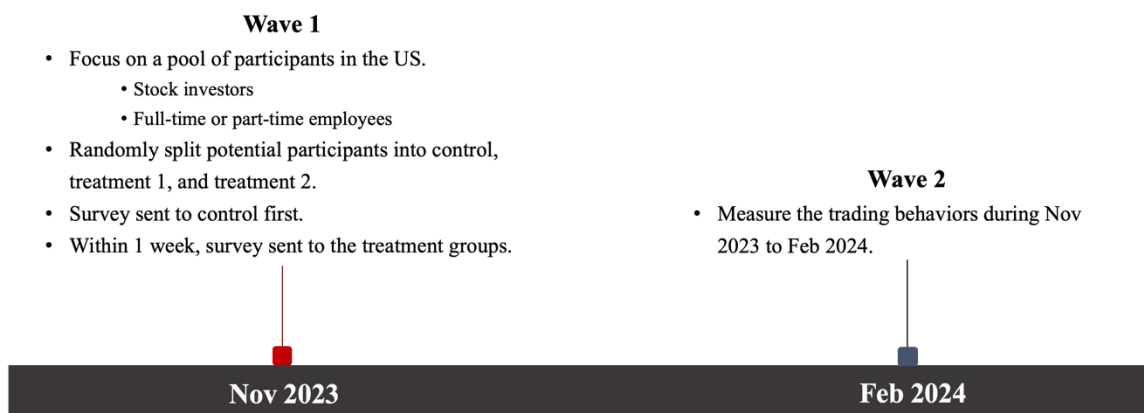 Wave 1
• Focus on a pool of participants in the US.
• Stock investors
• Full-time or part-time employees
• Randomly split potential participants into control,
treatment 1, and treatment 2.
• Survey sent to control first.
• Within 1 week, survey sent to the treatment groups.
Wave 2
• Measure the trading behaviors during Nov
2023 to Feb 2024.
Nov 2023
Feb 2024